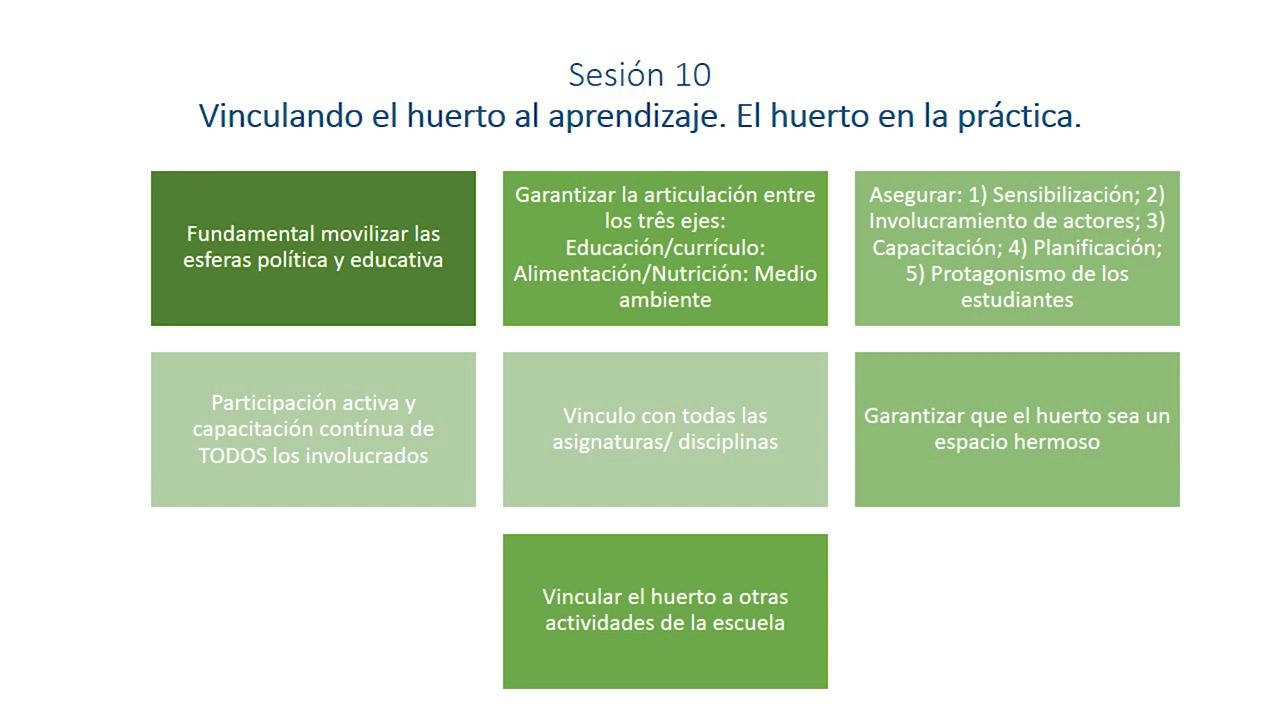 Sesión 10
Vinculando el huerto al aprendizaje. El huerto en la práctica.
Fundamental movilizar las
esferas política y educativa
Garantizar la articulación entre
los três ejes:
Educación/currículo:
Alimentación/Nutrición: Medio
ambiente
Asegurar: 1) Sensibilización; 2)
Involucramiento de actores; 3)
Capacitación; 4) Planificación;
5) Protagonismo de los
estudiantes
Participación activa y
capacitación contínua de
TODOS los involucrados
Vinculo con todas las
asignaturas/ disciplinas
Garantizar que el huerto sea un
espacio hermoso
Vincular el huerto a otras
actividades de la escuela